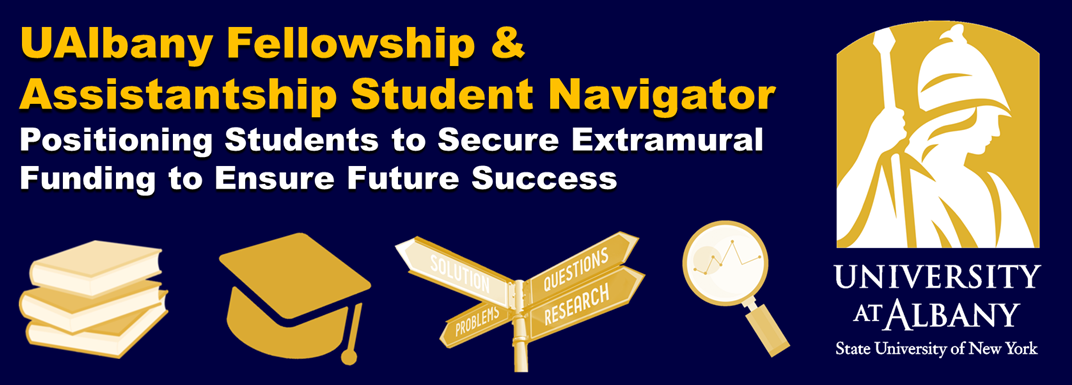 UAlbany Fellowship &
Assistantship Student Navigator
Positioning Students to Secure Extramural
Funding to Ensure Future Success
SOLUTION
QUESTIONS
PROBLEMS
RESEARCH
UNIVERSITY
AT ALBANY
State University of New York